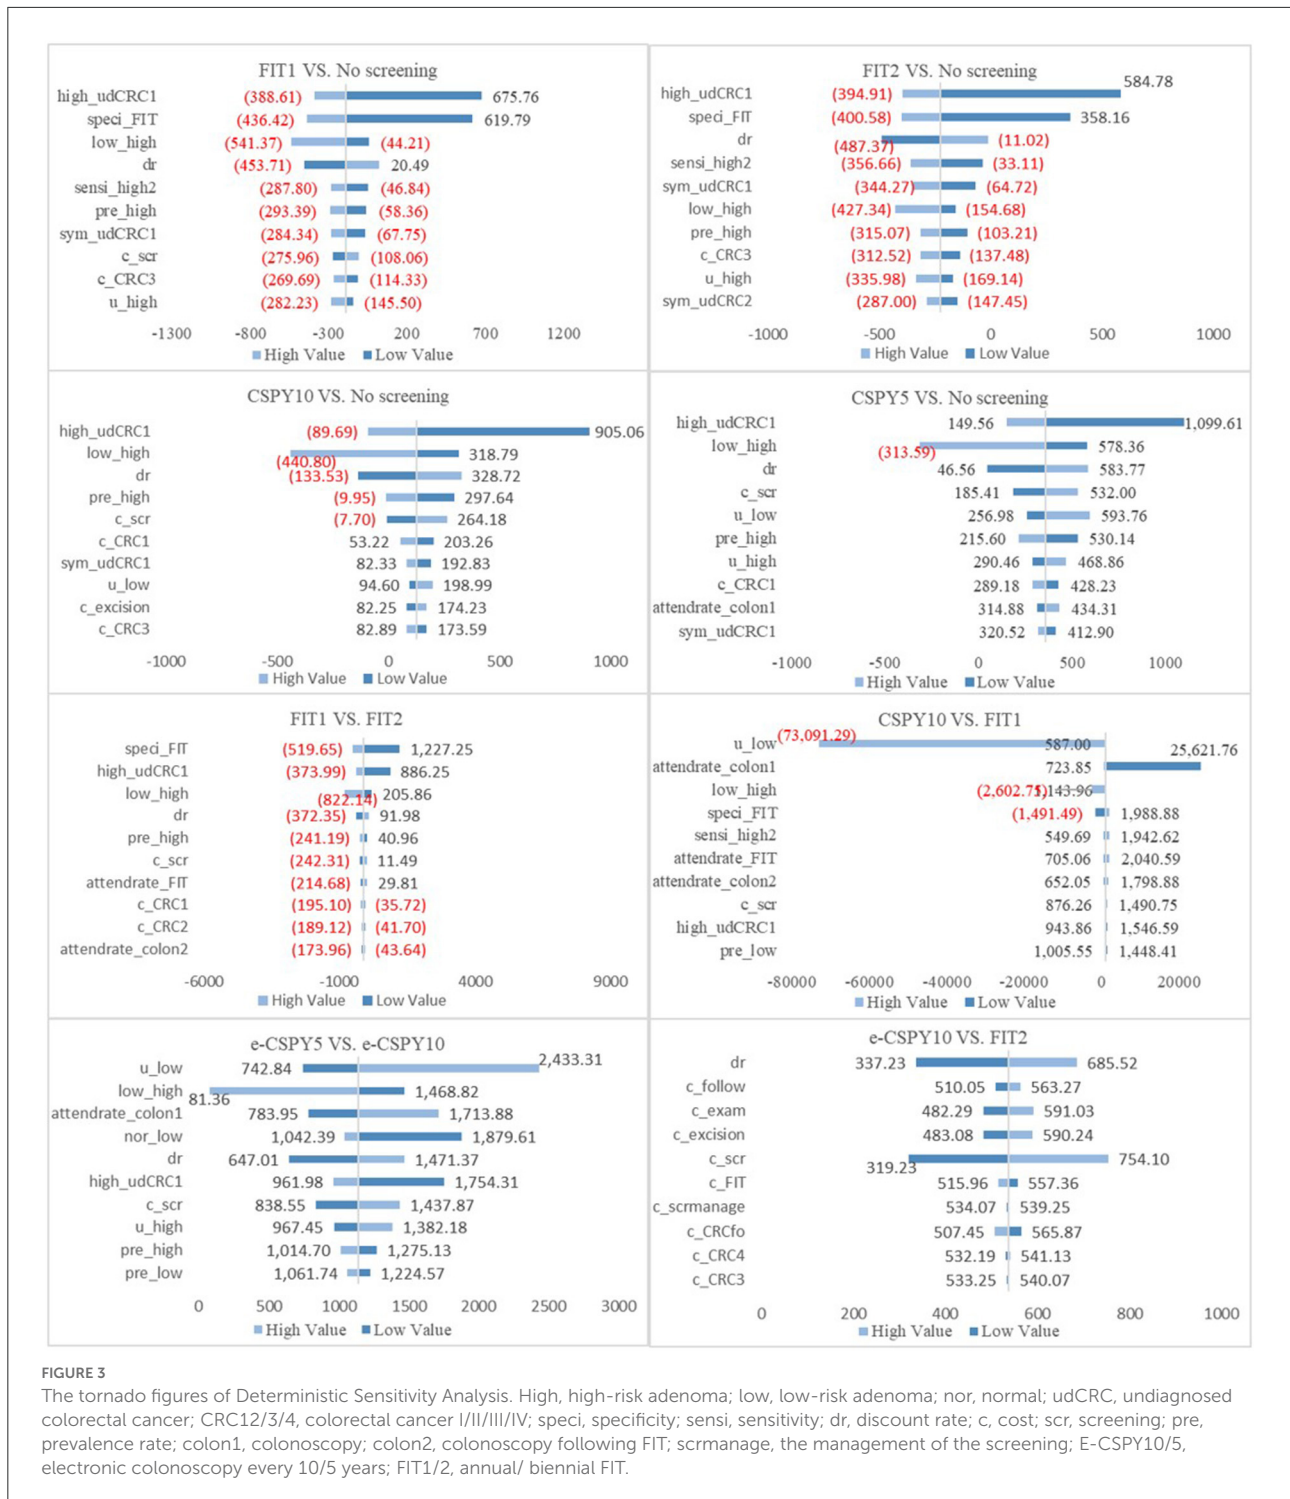 FIT1 VS. No screening
high_udCRC1 (388.61) 675.76
speci_FIT (436.42) 619.79
low_high (541.37) (44.21)
dr (453.71) 20.49
sensi_high2 (287.80) (46.84)
pre_high (293.39) (58.36)
sym_udCRC1 (284.34) (67.75)
c_scr (275.96) (108.06)
c_CRC3 (269.69) (114.33)
u_high (282.23) (145.50)
-1300 -800 -300 200 700 1200
High Value Low Value
FIT2 VS. No screening
high_udCRC1 (394.91) 584.78
speci_FIT (400.58) 358.16
dr (487.37) (11.02)
sensi_high2 (356.66) (33.11)
sym_udCRC1 (344.27) (64.72)
low_high (427.34) (154.68)
pre_high (315.07) (103.21)
c_CRC3 (312.52) (137.48)
u_high (335.98) (169.14)
sym_udCRC2 (287.00) (147.45)
-1000 -500 0 500 1000
High Value Low Value
CSPY10 VS. No screening
high_udCRC1 (89.69) 905.06
low_high (440.80) 318.79
dr (133.53) 328.72
pre_high (9.95) 297.64
c_scr (7.70) 264.18
c_CRC1 53.22 203.26
sym_udCRC1 82.33 192.83
u_low 94.60 198.99
c_excision 82.25 174.23
c_CRC3 82.89 173.59
-1000 -500 0 500 1000
High Value Low Value
CSPY5 VS. No screening
high_udCRC1 149.56 1,099.61
low_high (313.59) 578.36
dr 46.56 583.77
c_scr 185.41 532.00
u_low 256.98 593.76
pre_high 215.60 530.14
u_high 290.46 468.86
c_CRC1 289.18 428.23
attendrate_colon1 314.88 434.31
sym_udCRC1 320.52 412.90
-1000 -500 0 500 1000
High Value Low Value
FIT1 VS. FIT2
speci_FIT (519.65) 1,227.25
high_udCRC1 (373.99) 886.25
low_high (822.14) 205.86
dr (372.35) 91.98
pre_high (241.19) 40.96
c_scr (242.31) 11.49
attendrate_FIT (214.68) 29.81
c_CRC1 (195.10) (35.72)
c_CRC2 (189.12) (41.70)
attendrate_colon2 (173.96) (43.64)
-6000 -1000 4000 9000
High Value Low Value
CSPY10 VS. FIT1
u_low (73,091.29) 587.00
attendrate_colon1 723.85 25,621.76
low_high (2,602.75) 1,143.96
speci_FIT (1,491.49) 1,988.88
sensi_high2 549.69 1,942.62
attendrate_FIT 705.06 2,040.59
attendrate_colon2 652.05 1,798.88
c_scr 876.26 1,490.75
high_udCRC1 943.86 1,546.59
pre_low 1,005.55 1,448.41
-80000 -60000 -40000 -20000 0 20000
High Value Low Value
e-CSPY5 VS. e-CSPY10
u_low 742.84 2,433.31
low_high 81.36 1,468.82
attendrate_colon1 783.95 1,713.88
nor_low 1,042.39 1,879.61
dr 647.01 1,471.37
high_udCRC1 961.98 1,754.31
c_scr 838.55 1,437.87
u_high 967.45 1,382.18
pre_high 1,014.70 1,275.13
pre_low 1,061.74 1,224.57
0 500 1000 1500 2000 2500 3000
High Value Low Value
e-CSPY10 VS. FIT2
dr 337.23 685.52
c_follow 510.05 563.27
c_exam 482.29 591.03
c_excision 483.08 590.24
c_scr 319.23 754.10
c_FIT 515.96 557.36
c_scrmanage 534.07 539.25
c_CRCfo 507.45 565.87
c_CRC4 532.19 541.13
c_CRC3 533.25 540.07
0 200 400 600 800 1000
High Value Low Value
FIGURE 3
The tornado figures of Deterministic Sensitivity Analysis. High, high-risk adenoma; low, low-risk adenoma; nor, normal; udCRC, undiagnosed
colorectal cancer; CRC12/3/4, colorectal cancer I/II/III/IV; speci, specificity; sensi, sensitivity; dr, discount rate; c, cost; scr, screening; pre,
prevalence rate; colon1, colonoscopy; colon2, colonoscopy following FIT; scrmanage, the management of the screening; E-CSPY10/5,
electronic colonoscopy every 10/5 years; FIT1/2, annual/ biennial FIT.